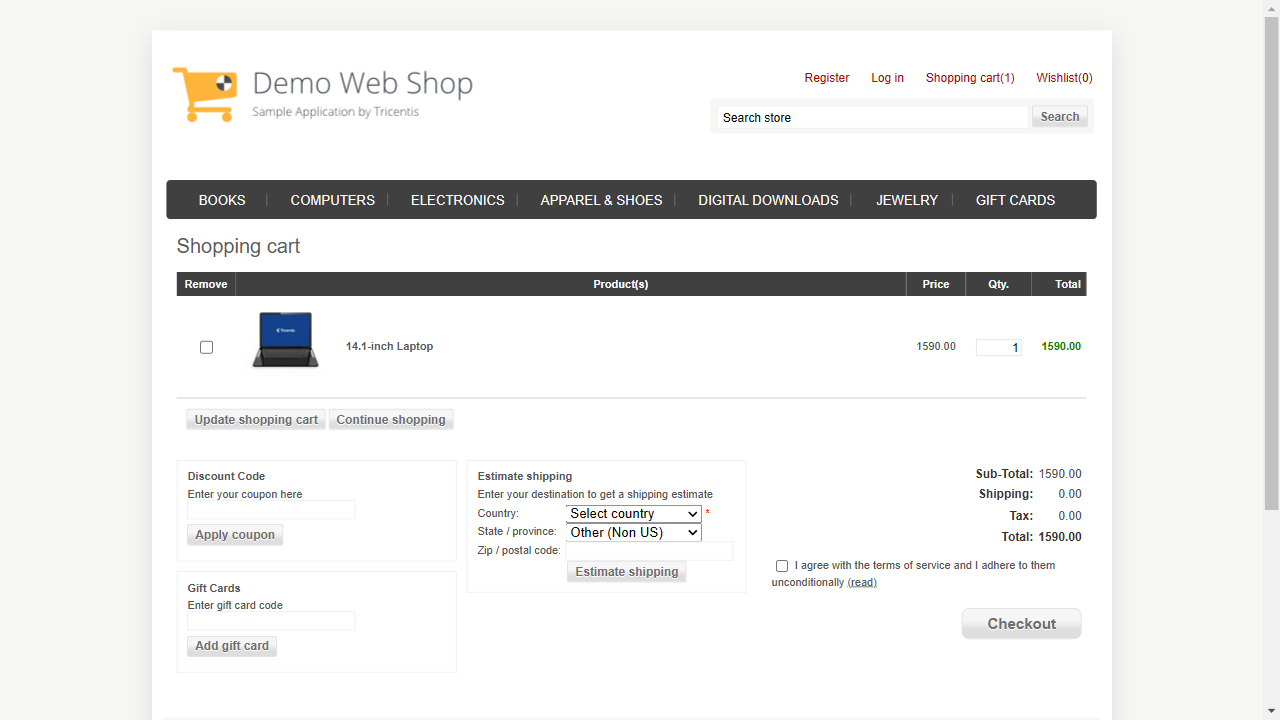 Demo Web Shop
Sample Application by Tricentis
Register Log in Shopping cart(1) Wishlist(0)
Search store Search
BOOKS COMPUTERS ELECTRONICS APPAREL & SHOES DIGITAL DOWNLOADS JEWELRY GIFT CARDS
Shopping cart
Remove Product(s) Price Qty. Total
Tricentis
14.1-inch Laptop 1590.00 1 1590.00
Update shopping cart Continue shopping
Discount Code
Enter your coupon here
Apply coupon
Gift Cards
Enter gift card code
Add gift card
Estimate shipping
Enter your destination to get a shipping estimate
Country: Select country *
State / province: Other (Non US)
Zip / postal code:
Estimate shipping
Sub-Total: 1590.00
Shipping: 0.00
Tax: 0.00
Total: 1590.00
I agree with the terms of service and I adhere to them
unconditionally (read)
Checkout